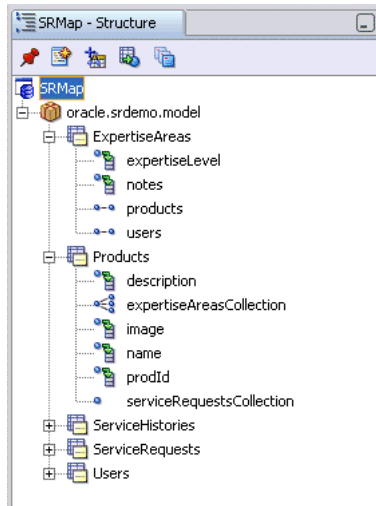 SRMap - Structure
SRMap
oracle.srdemo.model
ExpertiseAreas
expertiseLevel
notes
products
users
Products
description
expertiseAreasCollection
image
name
prodId
serviceRequestsCollection
ServiceHistories
ServiceRequests
Users